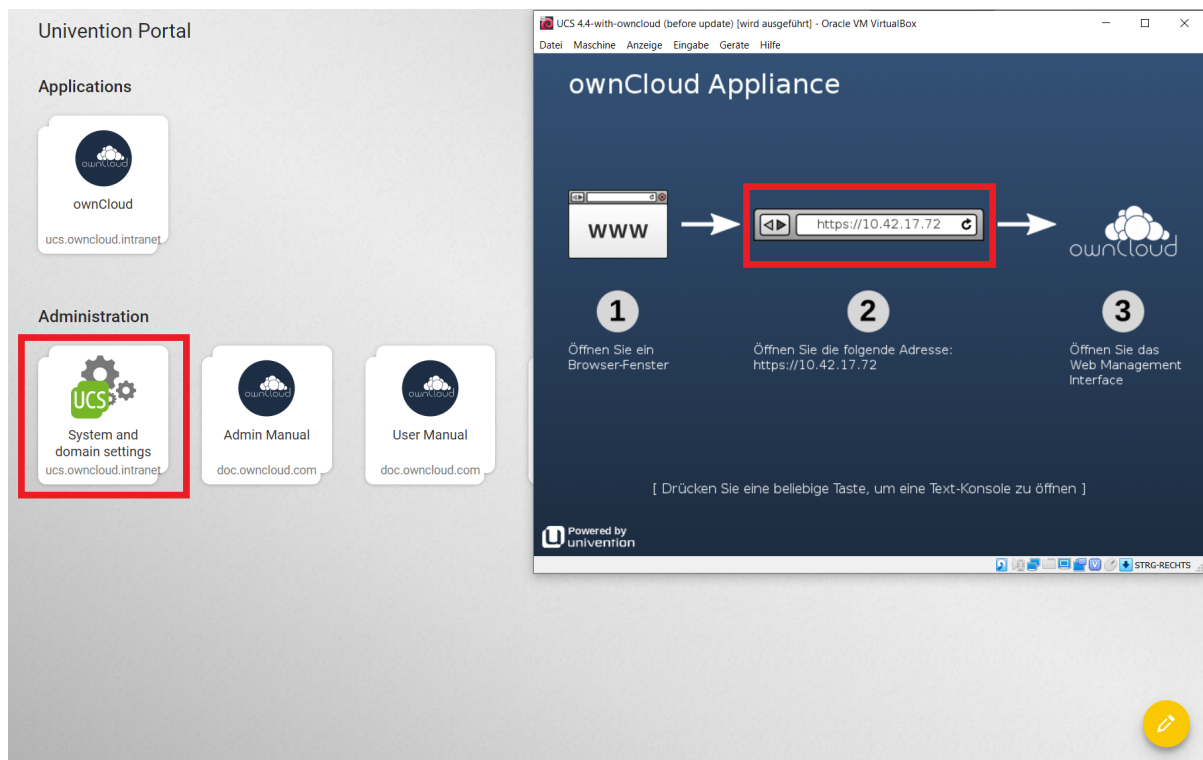 Univention Portal
Applications
ownCloud
ownCloud
ucs.owncloud.intranet
Administration
UCS
System and
domain settings
ucs.owncloud.intranet
ownCloud
Admin Manual
doc.owncloud.com
ownCloud
User Manual
doc.owncloud.com
UCS 4.4-with-owncloud (before update) [wird ausgeführt] - Oracle VM VirtualBox
Datei Maschine Anzeige Eingabe Geräte Hilfe
ownCloud Appliance
www
https://10.42.17.72
ownCloud
1
2
3
Öffnen Sie ein
Browser-Fenster
Öffnen Sie die folgende Adresse:
https://10.42.17.72
Öffnen Sie das
Web Management
Interface
[ Drücken Sie eine beliebige Taste, um eine Text-Konsole zu öffnen ]
Powered by
univention
STRG-RECHTS